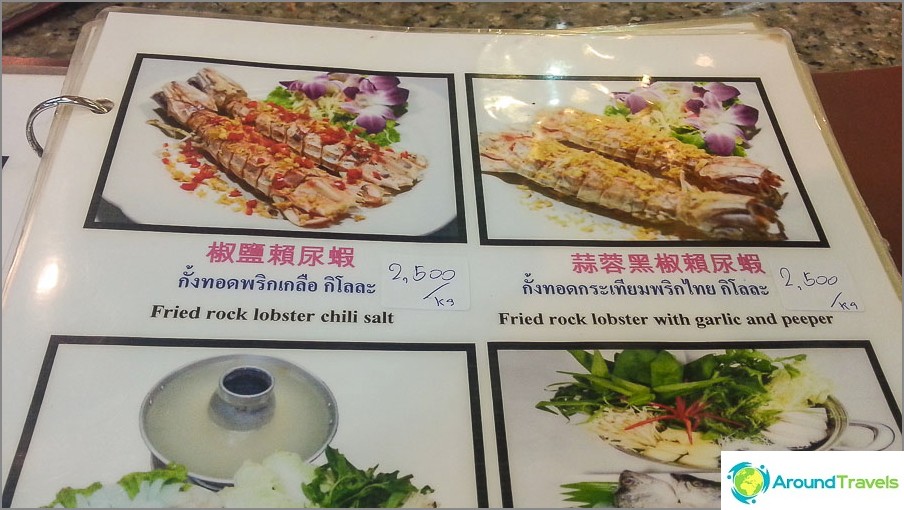 椒鹽賴尿蝦
กั้งทอดพริกเกลือ กิโลละ 2,500/kg
Fried rock lobster chili salt
蒜蓉黑椒賴尿蝦
กั้งทอดกระเทียมพริกไทย กิโลละ 2,500/kg
Fried rock lobster with garlic and peeper
AroundTravels